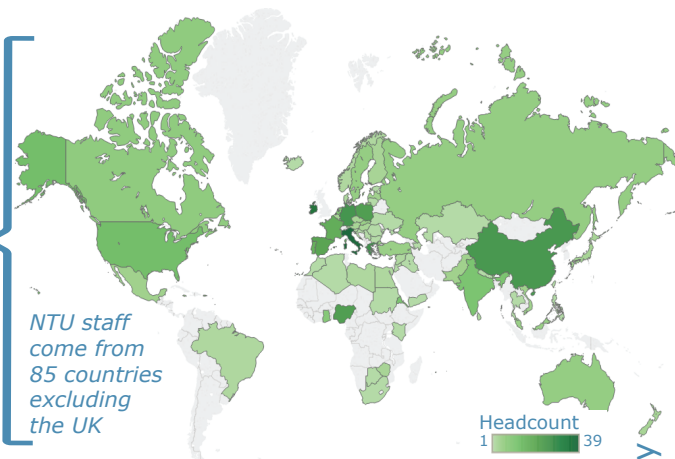 NTU staff
come from
85 countries
excluding
the UK
Headcount
1 39
y